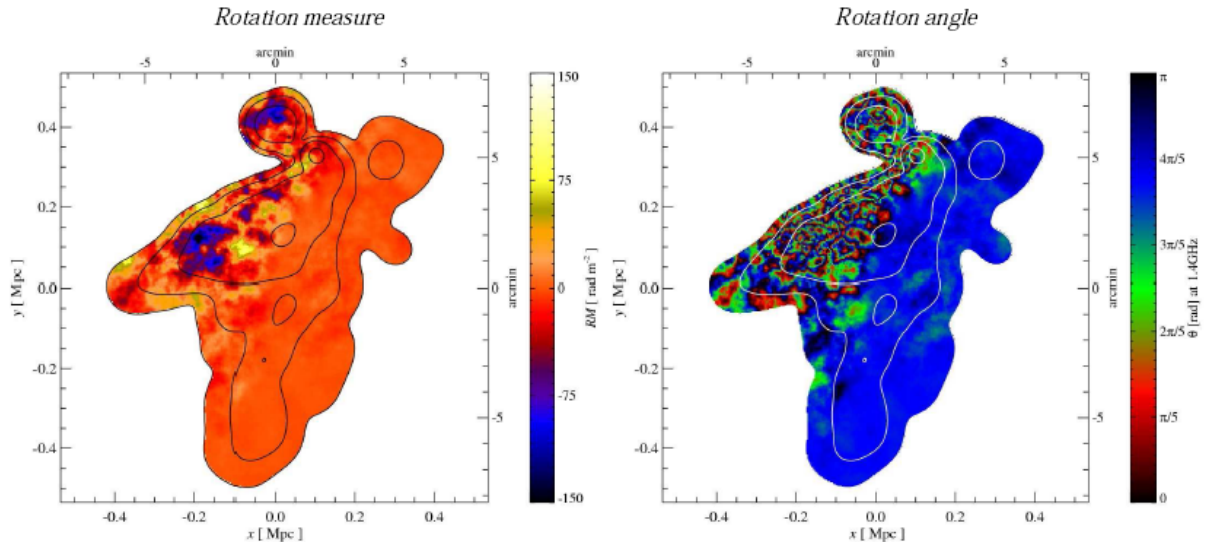 Rotation measure
Rotation angle
arcmin
-5 0 5
150
75
0
-75
-150
RM [ rad m⁻² ]
0.4
0.2
0.0
-0.2
-0.4
y [ Mpc ]
5
0
-5
arcmin
-0.4 -0.2 0.0 0.2 0.4
x [ Mpc ]
arcmin
-5 0 5
π
4π/5
3π/5
2π/5
π/5
0
θ [rad] at 1.4GHz
0.4
0.2
0.0
-0.2
-0.4
y [ Mpc ]
5
0
-5
arcmin
-0.4 -0.2 0.0 0.2 0.4
x [ Mpc ]